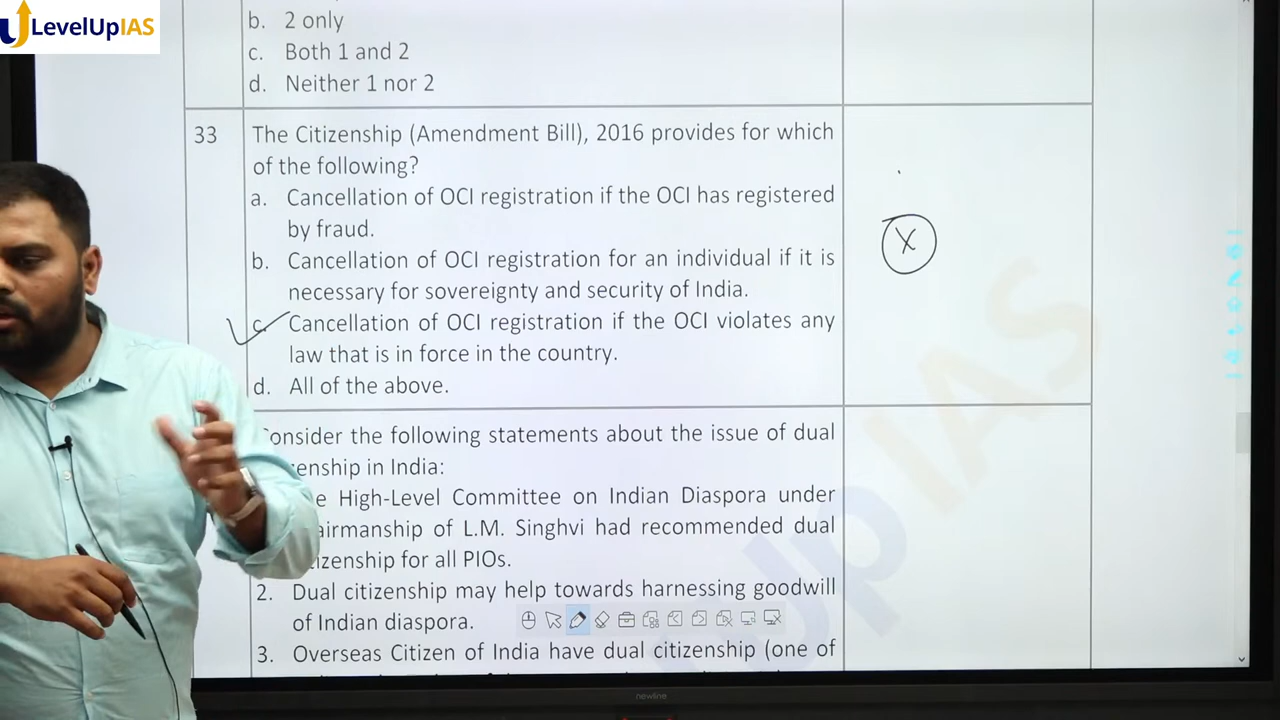 LevelUpIAS
b. 2 only
c. Both 1 and 2
d. Neither 1 nor 2
33 The Citizenship (Amendment Bill), 2016 provides for which
of the following?
a. Cancellation of OCI registration if the OCI has registered
by fraud.
b. Cancellation of OCI registration for an individual if it is
necessary for sovereignty and security of India.
c. Cancellation of OCI registration if the OCI violates any
law that is in force in the country.
d. All of the above.
X
Consider the following statements about the issue of dual
in India:
High-Level Committee on Indian Diaspora under
of L.M. Singhvi had recommended dual
for all PIOs.
2. Dual citizenship may help towards harnessing goodwill
of Indian diaspora.
3. Overseas Citizen of India have dual citizenship (one of
UpIAS
newline